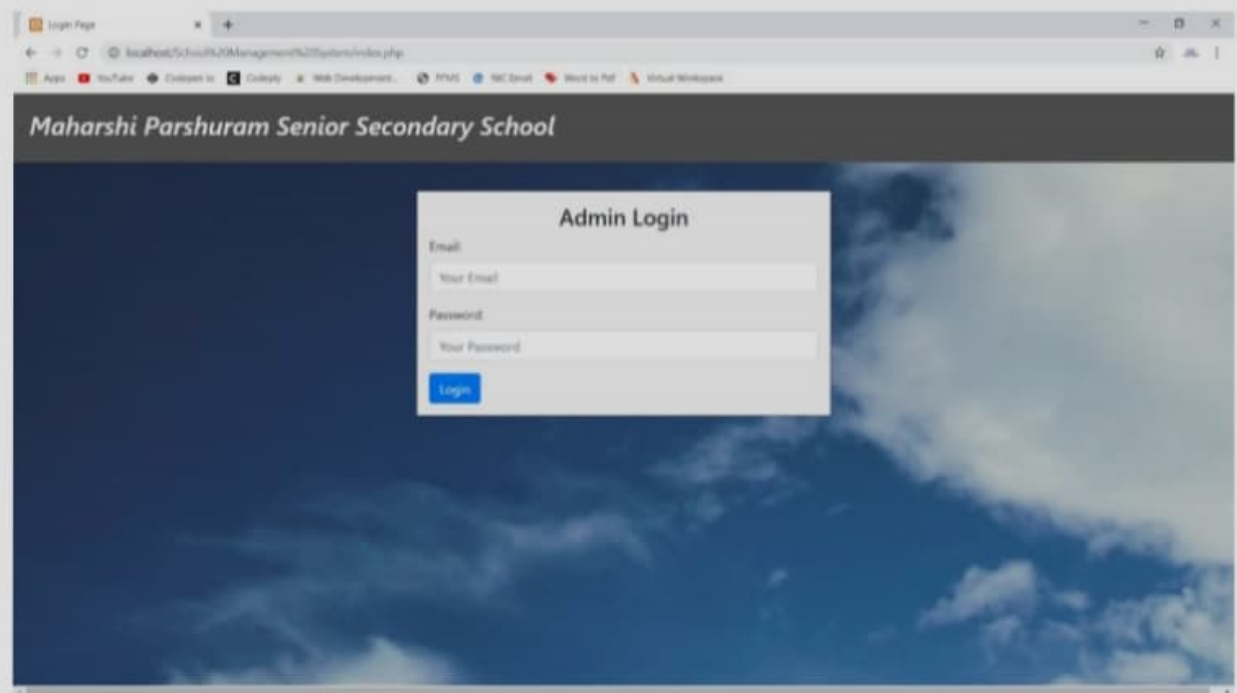 Login Page
localhost/School%20Management%20System/index.php
Apps YouTube Codepen io Codeply Web Development... PFMS NIC Email Word to Pdf Virtual Workspace
Maharshi Parshuram Senior Secondary School
Admin Login
Email:
Your Email
Password:
Your Password
Login